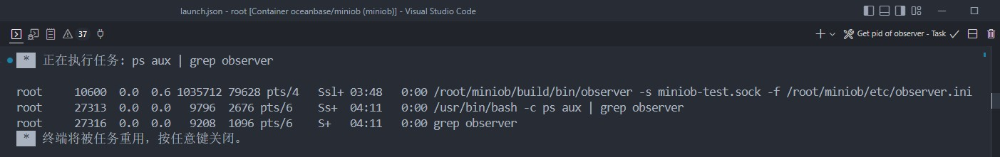 launch.json - root [Container oceanbase/miniob (miniob)] - Visual Studio Code
37
Get pid of observer - Task
* 正在执行任务: ps aux | grep observer
root 10600 0.0 0.6 1035712 79628 pts/4 Ssl+ 03:48 0:00 /root/miniob/build/bin/observer -s miniob-test.sock -f /root/miniob/etc/observer.ini
root 27313 0.0 0.0 9796 2676 pts/6 Ss+ 04:11 0:00 /usr/bin/bash -c ps aux | grep observer
root 27316 0.0 0.0 9208 1096 pts/6 S+ 04:11 0:00 grep observer
* 终端将被任务重用，按任意键关闭。